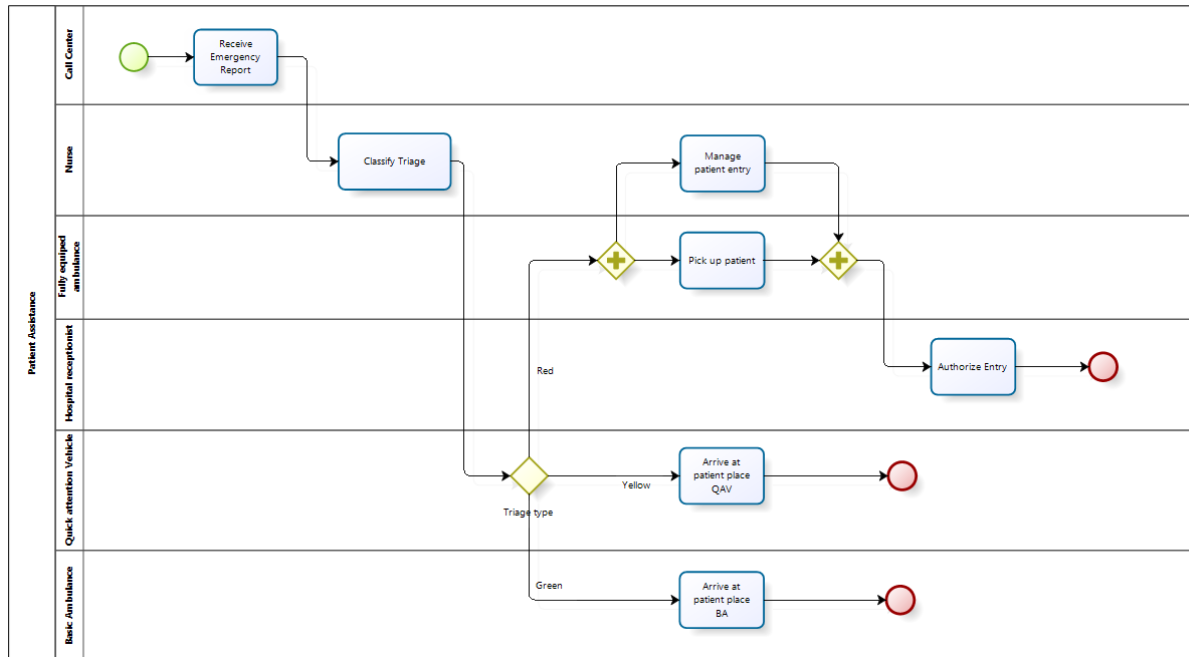 Patient Assistance
Call Center
Receive
Emergency
Report
Nurse
Classify Triage
Manage
patient entry
Fully equiped
ambulance
Pick up patient
Hospital receptionist
Red
Authorize Entry
Quick attention Vehicle
Triage type
Yellow
Arrive at
patient place
QAV
Basic Ambulance
Green
Arrive at
patient place
BA